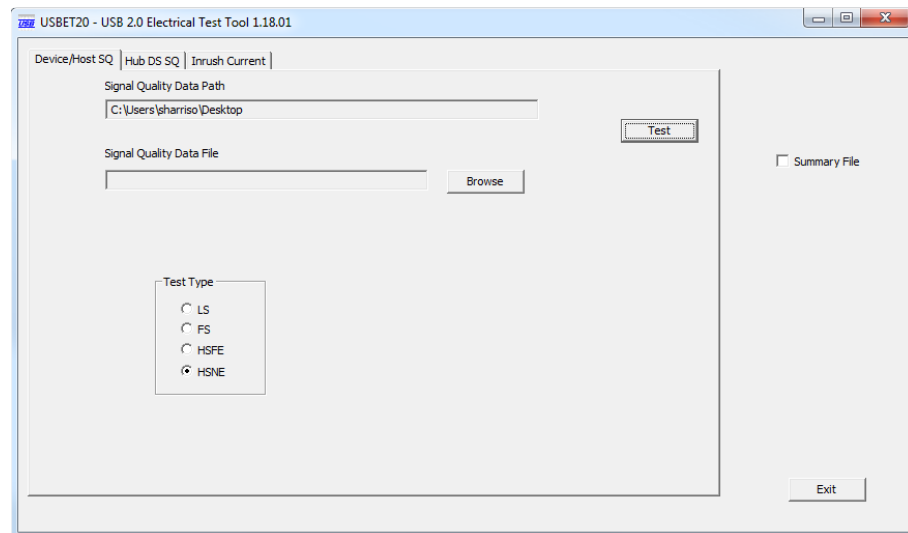 USB USBET20 - USB 2.0 Electrical Test Tool 1.18.01
Device/Host SQ Hub DS SQ Inrush Current
Signal Quality Data Path
C:\Users\sharriso\Desktop
Test
Signal Quality Data File
Summary File
Browse
Test Type
LS
FS
HSFE
HSNE
Exit